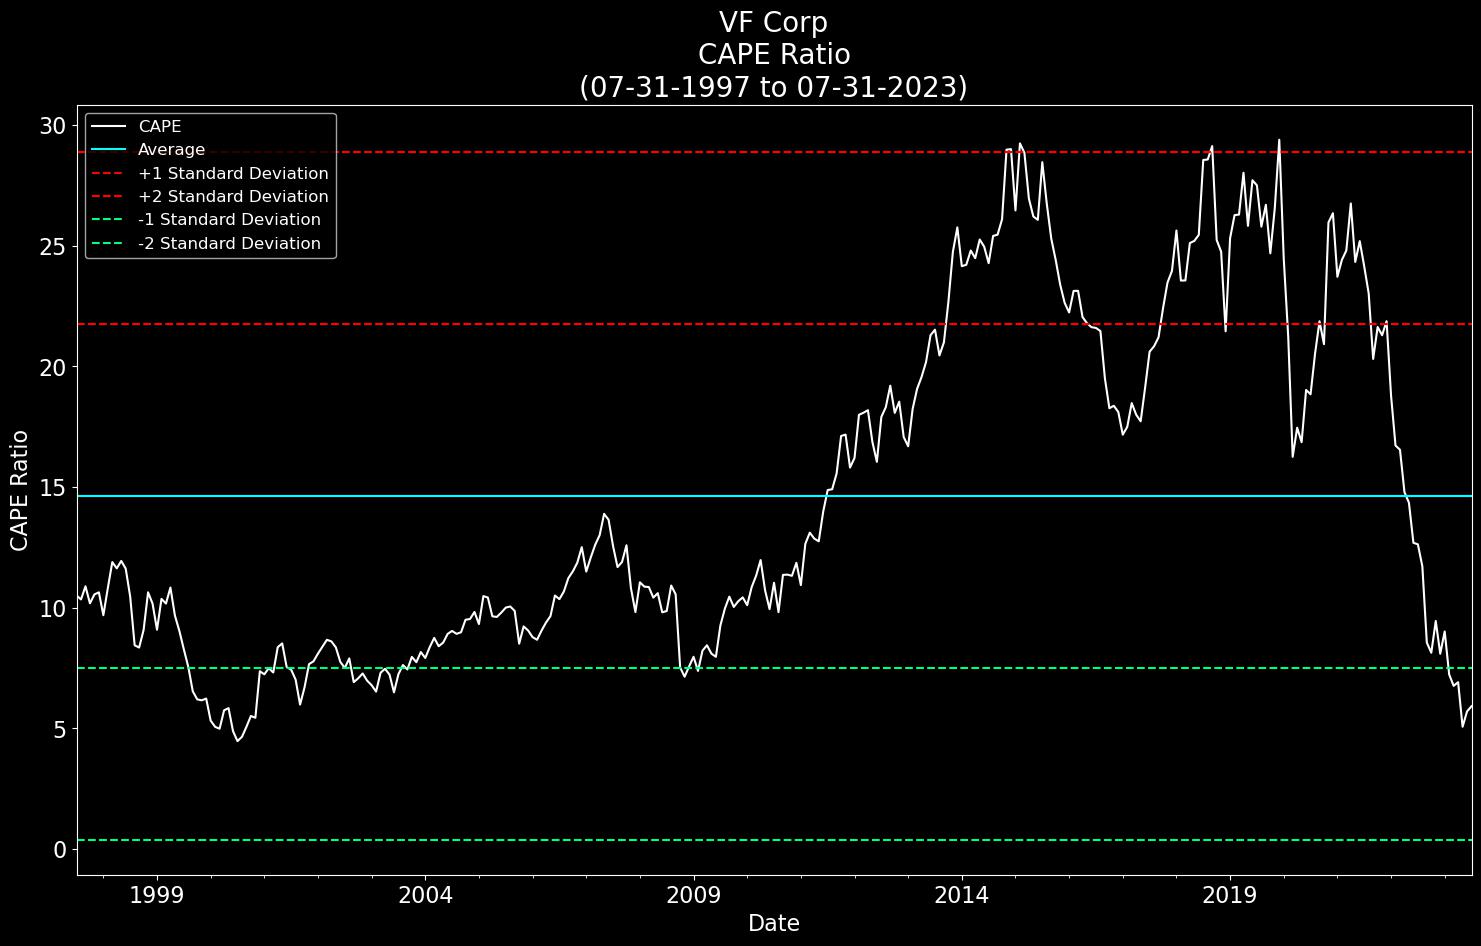 VF Corp
CAPE Ratio
(07-31-1997 to 07-31-2023)
CAPE
Average
+1 Standard Deviation
+2 Standard Deviation
-1 Standard Deviation
-2 Standard Deviation
CAPE Ratio
30
25
20
15
10
5
0
1999
2004
2009
2014
2019
Date